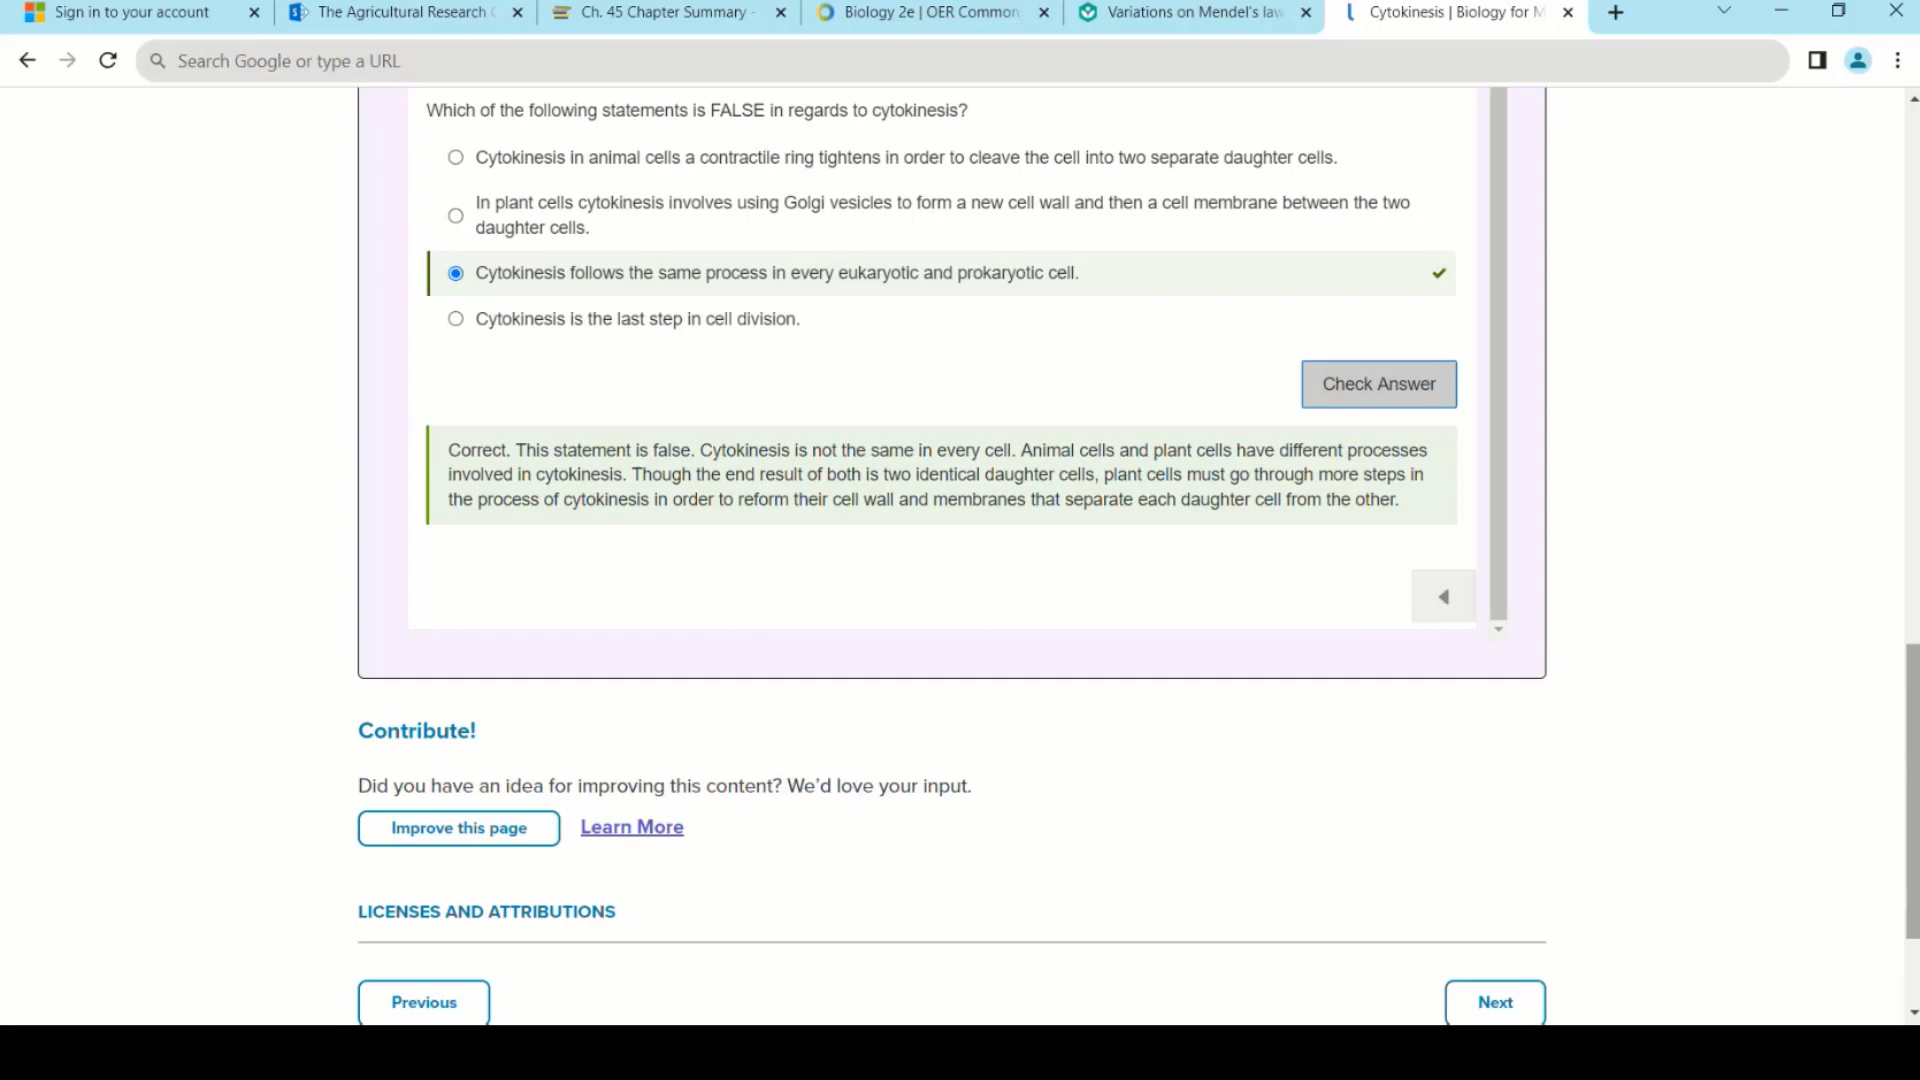 Sign in to your account
The Agricultural Research
Ch. 45 Chapter Summary -
Biology 2e | OER Common
Variations on Mendel's law
Cytokinesis | Biology for M
Search Google or type a URL
Which of the following statements is FALSE in regards to cytokinesis?
Cytokinesis in animal cells a contractile ring tightens in order to cleave the cell into two separate daughter cells.
In plant cells cytokinesis involves using Golgi vesicles to form a new cell wall and then a cell membrane between the two
daughter cells.
Cytokinesis follows the same process in every eukaryotic and prokaryotic cell.
Cytokinesis is the last step in cell division.
Check Answer
Correct. This statement is false. Cytokinesis is not the same in every cell. Animal cells and plant cells have different processes
involved in cytokinesis. Though the end result of both is two identical daughter cells, plant cells must go through more steps in
the process of cytokinesis in order to reform their cell wall and membranes that separate each daughter cell from the other.
Contribute!
Did you have an idea for improving this content? We'd love your input.
Improve this page
Learn More
LICENSES AND ATTRIBUTIONS
Previous
Next